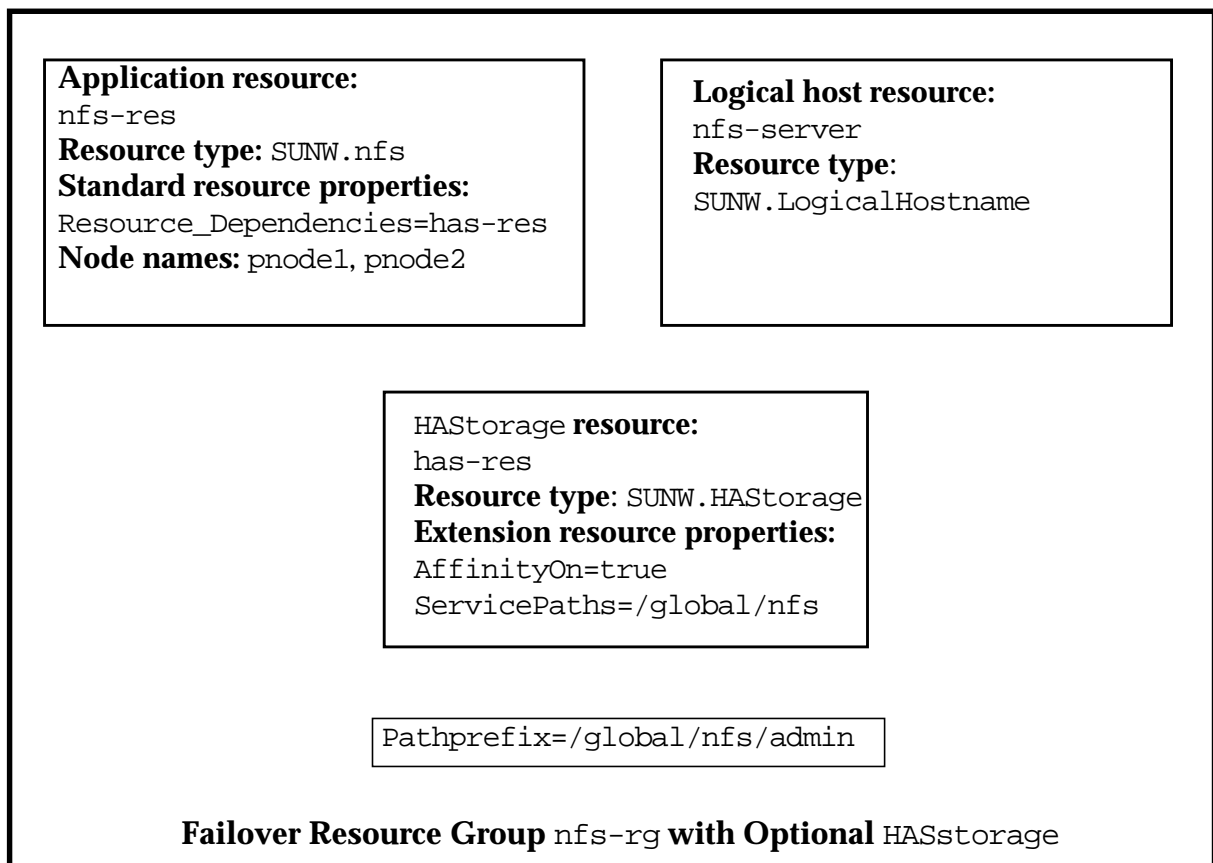 Application resource:
nfs-res
Resource type: SUNW.nfs
Standard resource properties:
Resource_Dependencies=has-res
Node names: pnode1, pnode2
Logical host resource:
nfs-server
Resource type:
SUNW.LogicalHostname
HAStorage resource:
has-res
Resource type: SUNW.HAStorage
Extension resource properties:
AffinityOn=true
ServicePaths=/global/nfs
Pathprefix=/global/nfs/admin
Failover Resource Group nfs-rg with Optional HASstorage